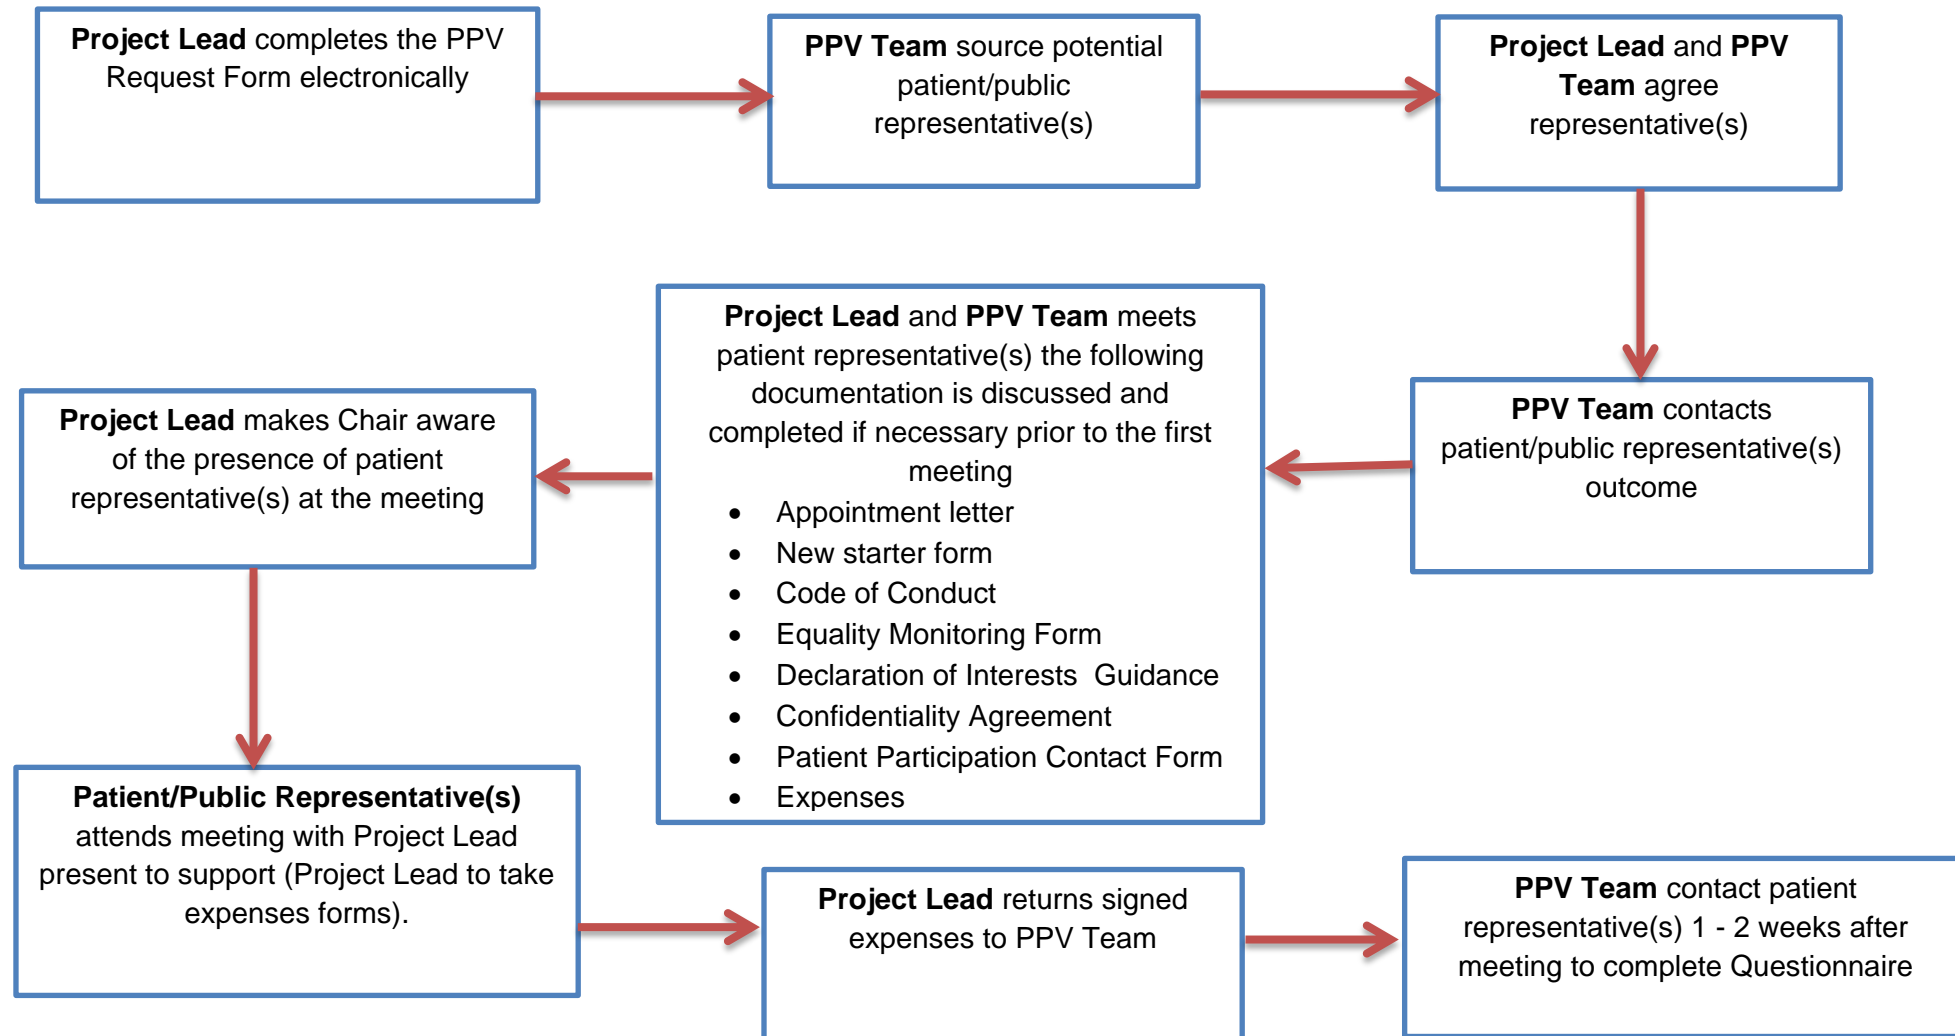 Project Lead completes the PPV
Request Form electronically
PPV Team source potential
patient/public
representative(s)
Project Lead and PPV
Team agree
representative(s)
PPV Team contacts
patient/public representative(s)
outcome
Project Lead and PPV Team meets
patient representative(s) the following
documentation is discussed and
completed if necessary prior to the first
meeting
• Appointment letter
• New starter form
• Code of Conduct
• Equality Monitoring Form
• Declaration of Interests  Guidance
• Confidentiality Agreement
• Patient Participation Contact Form
• Expenses
Project Lead makes Chair aware
of the presence of patient
representative(s) at the meeting
Patient/Public Representative(s)
attends meeting with Project Lead
present to support (Project Lead to take
expenses forms).
Project Lead returns signed
expenses to PPV Team
PPV Team contact patient
representative(s) 1 - 2 weeks after
meeting to complete Questionnaire